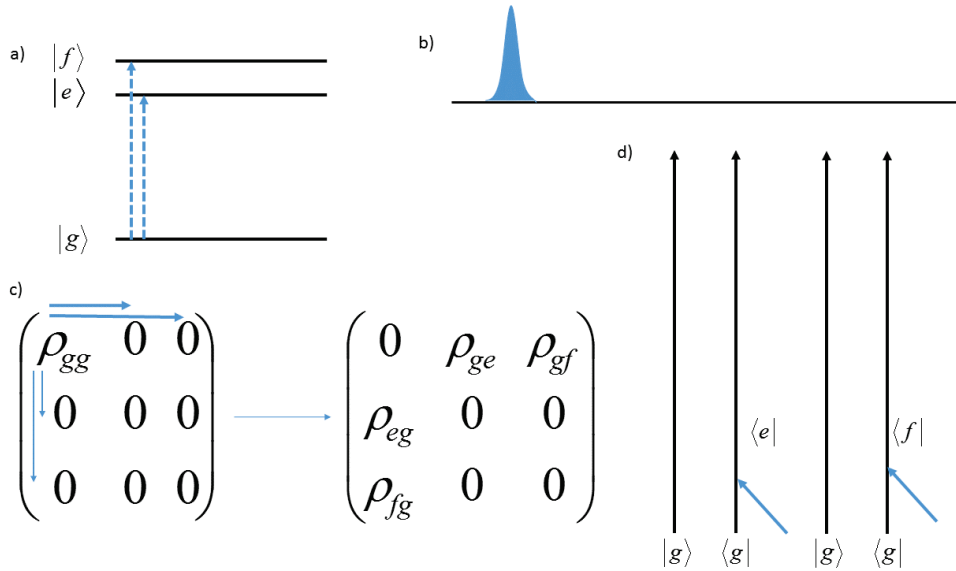 a)
|f⟩
|e⟩
|g⟩
b)
c)
ρgg 0 0
0 0 0
0 0 0
0 ρge ρgf
ρeg 0 0
ρfg 0 0
d)
⟨e| ⟨f|
|g⟩ ⟨g| |g⟩ ⟨g|